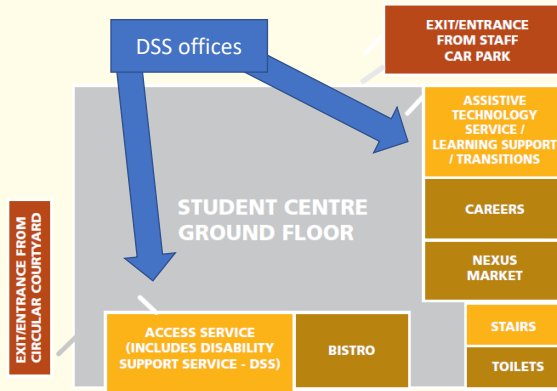 DSS offices
EXIT/ENTRANCE
FROM STAFF
CAR PARK
ASSISTIVE
TECHNOLOGY
SERVICE /
LEARNING SUPPORT
/ TRANSITIONS
STUDENT CENTRE
GROUND FLOOR
CAREERS
NEXUS
MARKET
EXIT/ENTRANCE FROM
CIRCULAR COURTYARD
ACCESS SERVICE
(INCLUDES DISABILITY
SUPPORT SERVICE - DSS)
BISTRO
STAIRS
TOILETS